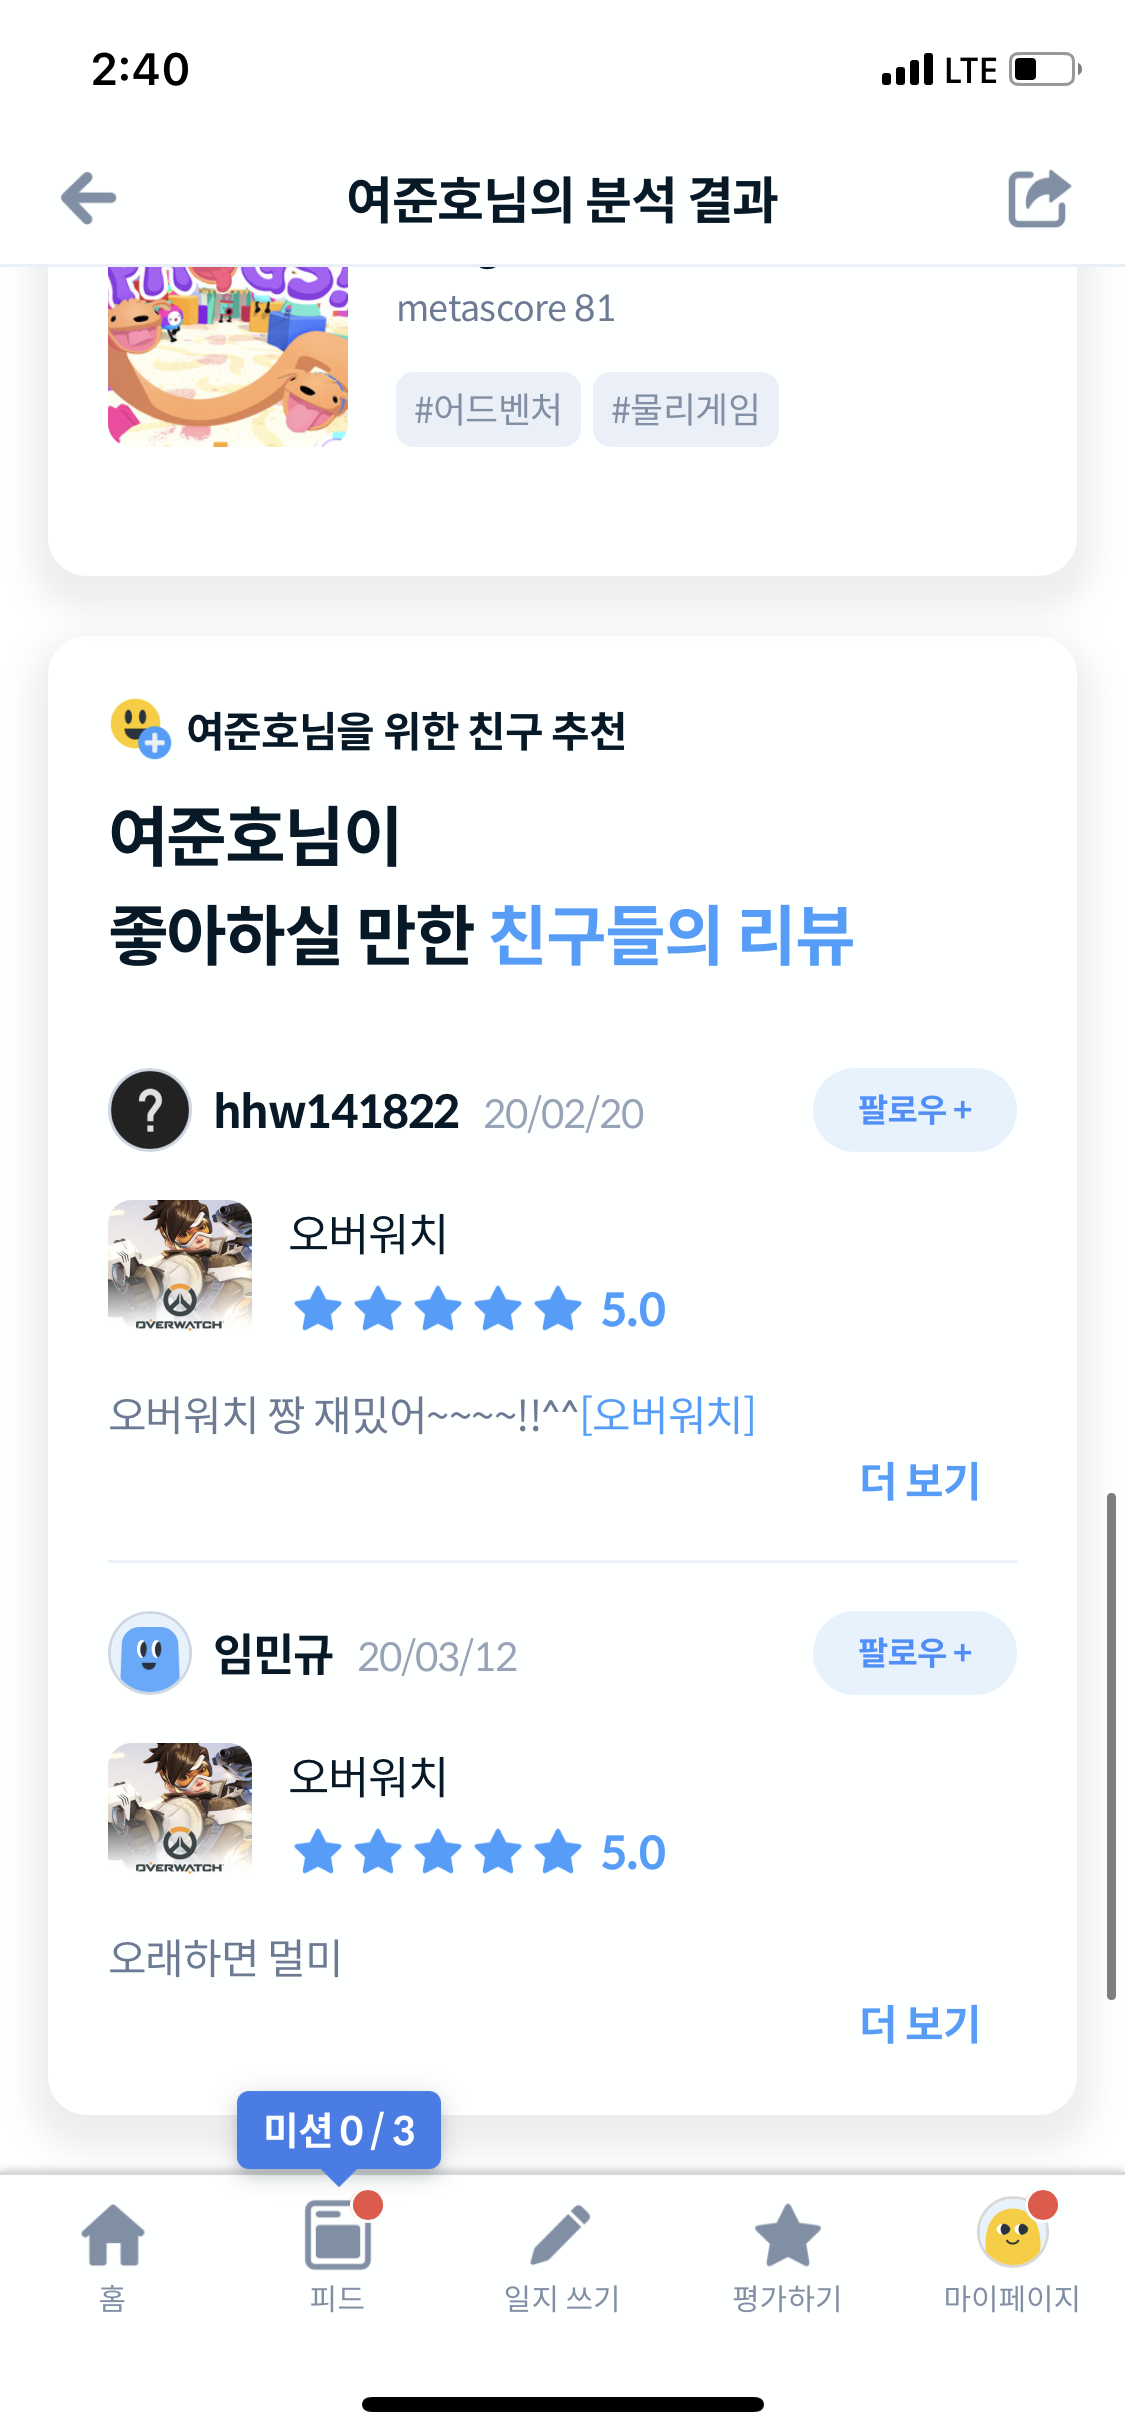 2:40
LTE
여준호님의 분석 결과
metascore 81
#어드벤처 #물리게임
여준호님을 위한 친구 추천
여준호님이
좋아하실 만한 친구들의 리뷰
?
hhw141822 20/02/20
팔로우 +
오버워치
OVERWATCH
5.0
오버워치 짱 재밌어~~~~!!^^[오버워치]
더 보기
임민규 20/03/12
팔로우 +
오버워치
OVERWATCH
5.0
오래하면 멀미
더 보기
미션 0 / 3
홈
피드
일지 쓰기
평가하기
마이페이지